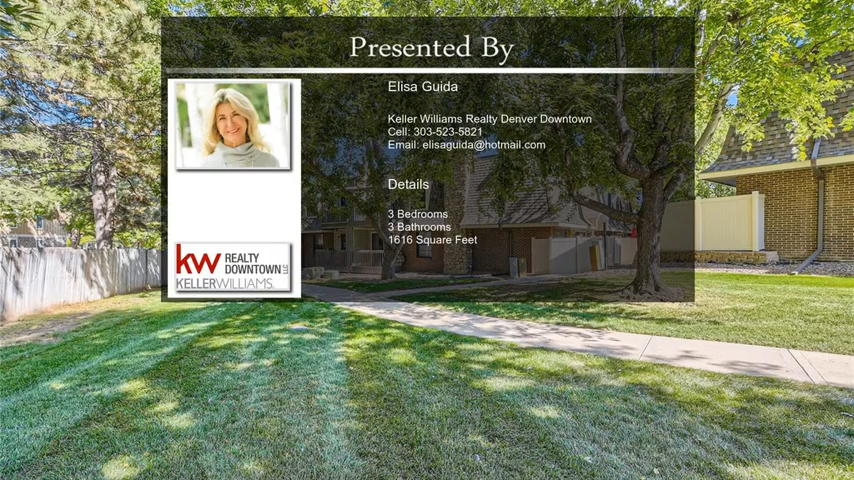 Presented By
Elisa Guida
Keller Williams Realty Denver Downtown
Cell: 303-523-5821
Email: elisaguida@hotmail.com
Details
3 Bedrooms
3 Bathrooms
1616 Square Feet
kw REALTY
DOWNTOWN LLC
KELLERWILLIAMS.